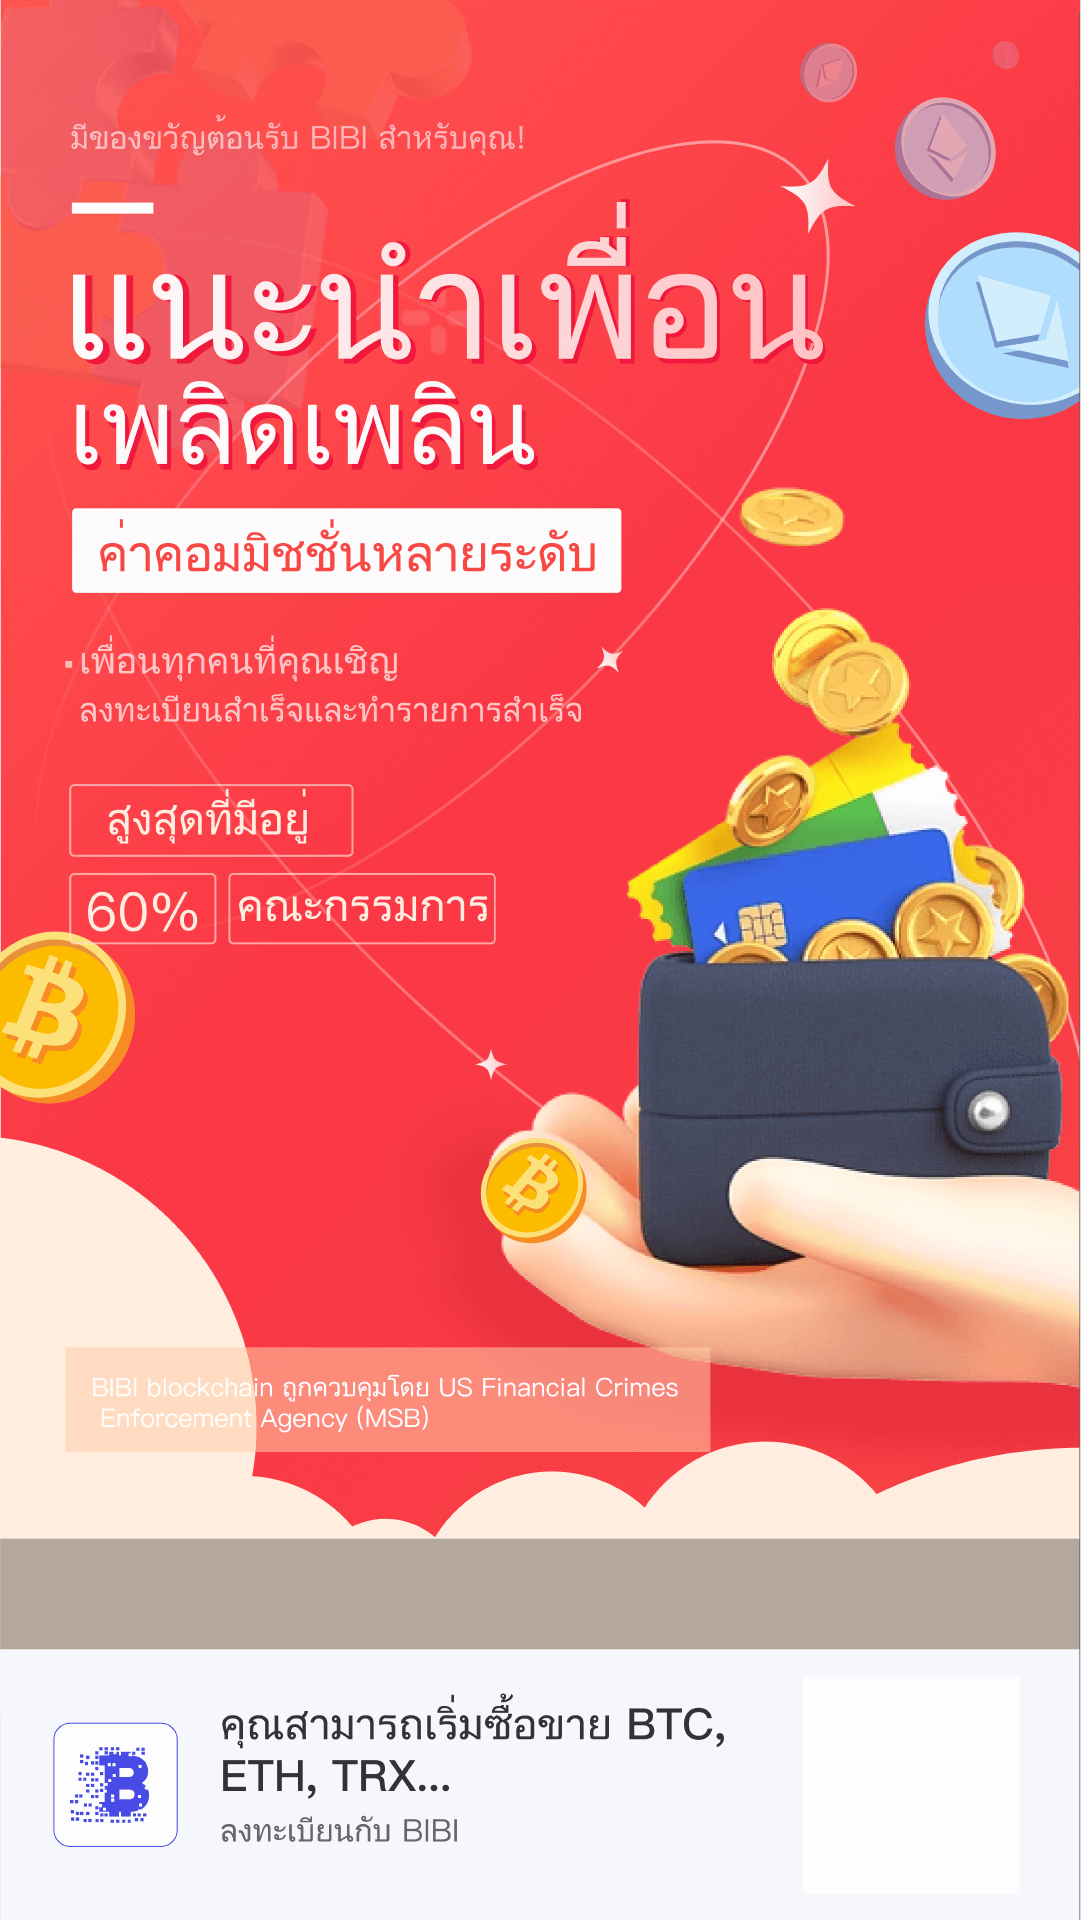 มีของขวัญต้อนรับ BIBI สำหรับคุณ!
แนะนำเพื่อน
เพลิดเพลิน
ค่าคอมมิชชั่นหลายระดับ
เพื่อนทุกคนที่คุณเชิญ
ลงทะเบียนสำเร็จและทำรายการสำเร็จ
สูงสุดที่มีอยู่
60% คณะกรรมการ
BIBI blockchain ถูกควบคุมโดย US Financial Crimes
Enforcement Agency (MSB)
คุณสามารถเริ่มซื้อขาย BTC,
ETH, TRX...
ลงทะเบียนกับ BIBI